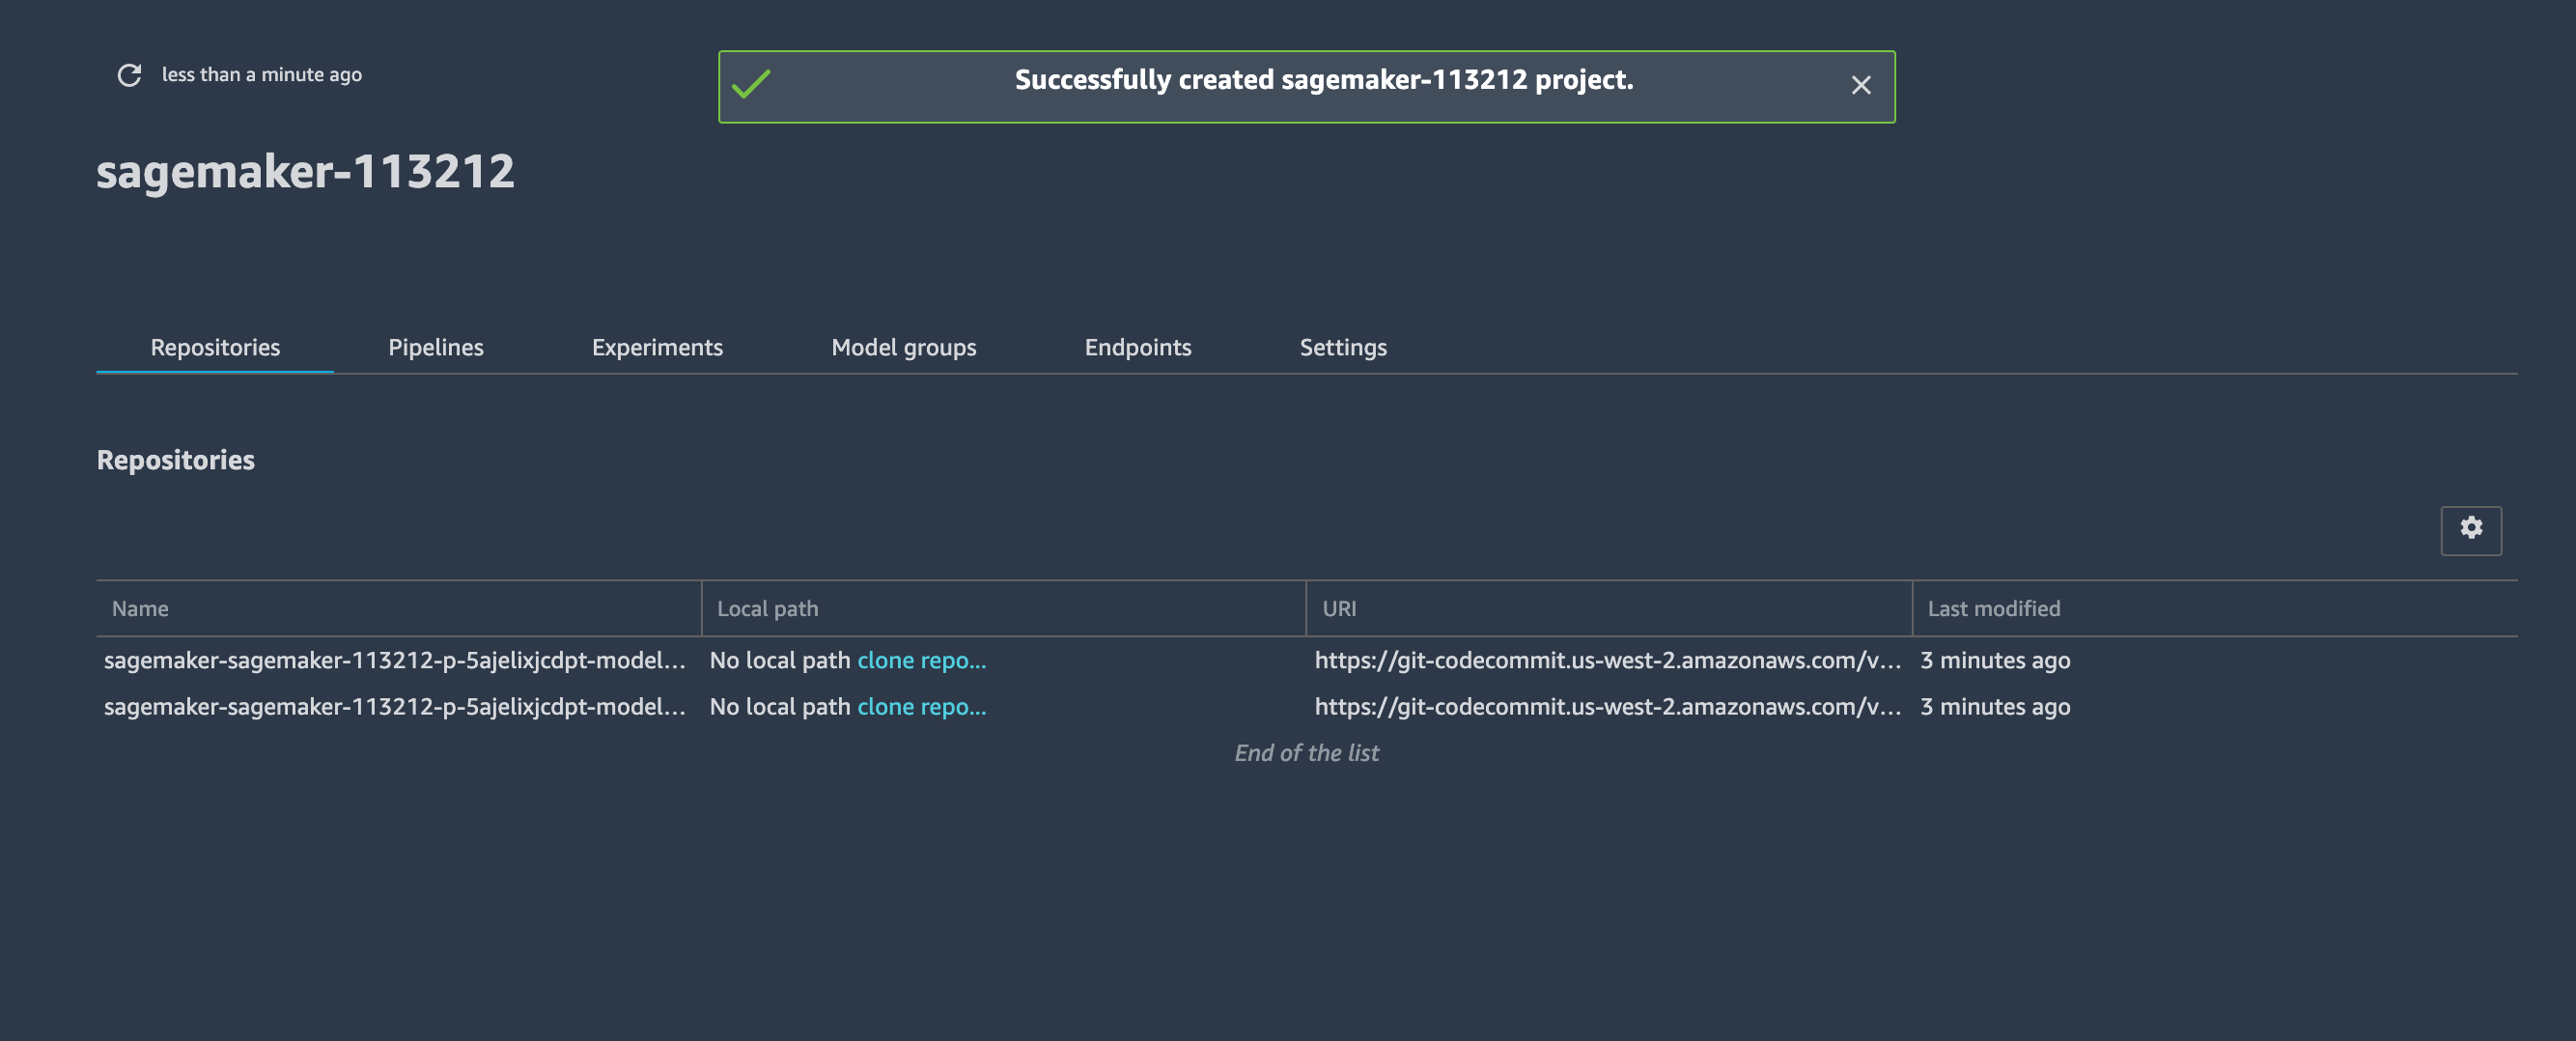 less than a minute ago
Successfully created sagemaker-113212 project.
sagemaker-113212
Repositories Pipelines Experiments Model groups Endpoints Settings
Repositories
Name Local path URI Last modified
sagemaker-sagemaker-113212-p-5ajelixjcdpt-model... No local path clone repo... https://git-codecommit.us-west-2.amazonaws.com/v... 3 minutes ago
sagemaker-sagemaker-113212-p-5ajelixjcdpt-model... No local path clone repo... https://git-codecommit.us-west-2.amazonaws.com/v... 3 minutes ago
End of the list